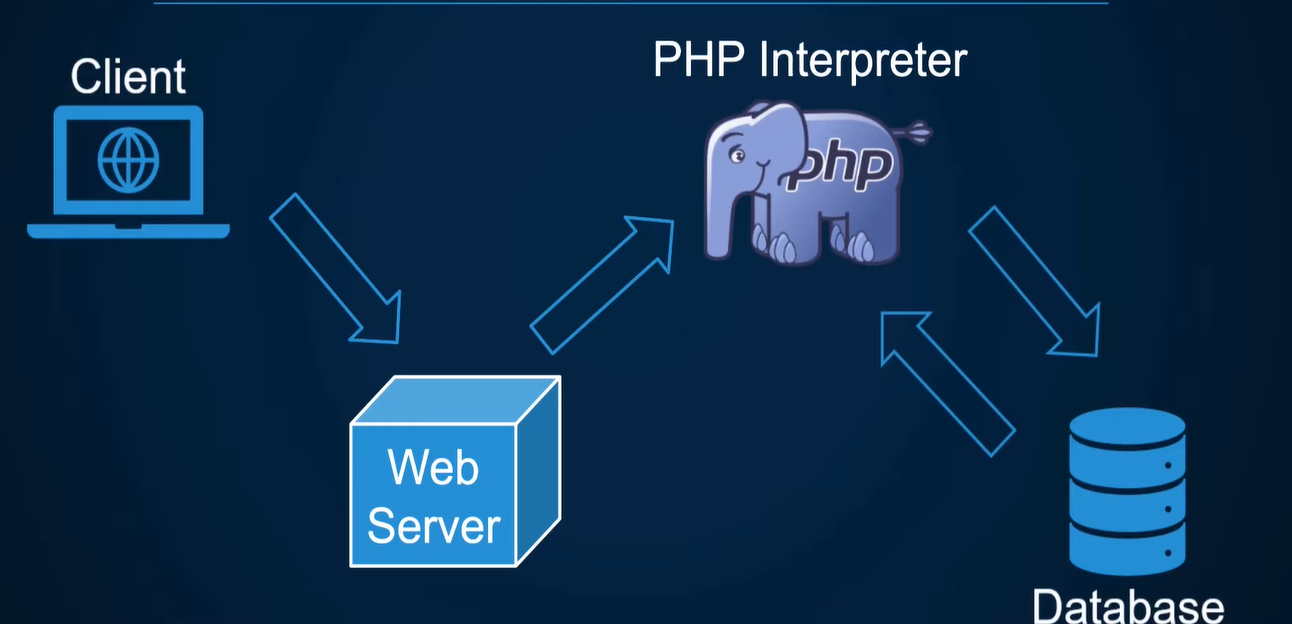 Client
PHP Interpreter
php
Web
Server
Database